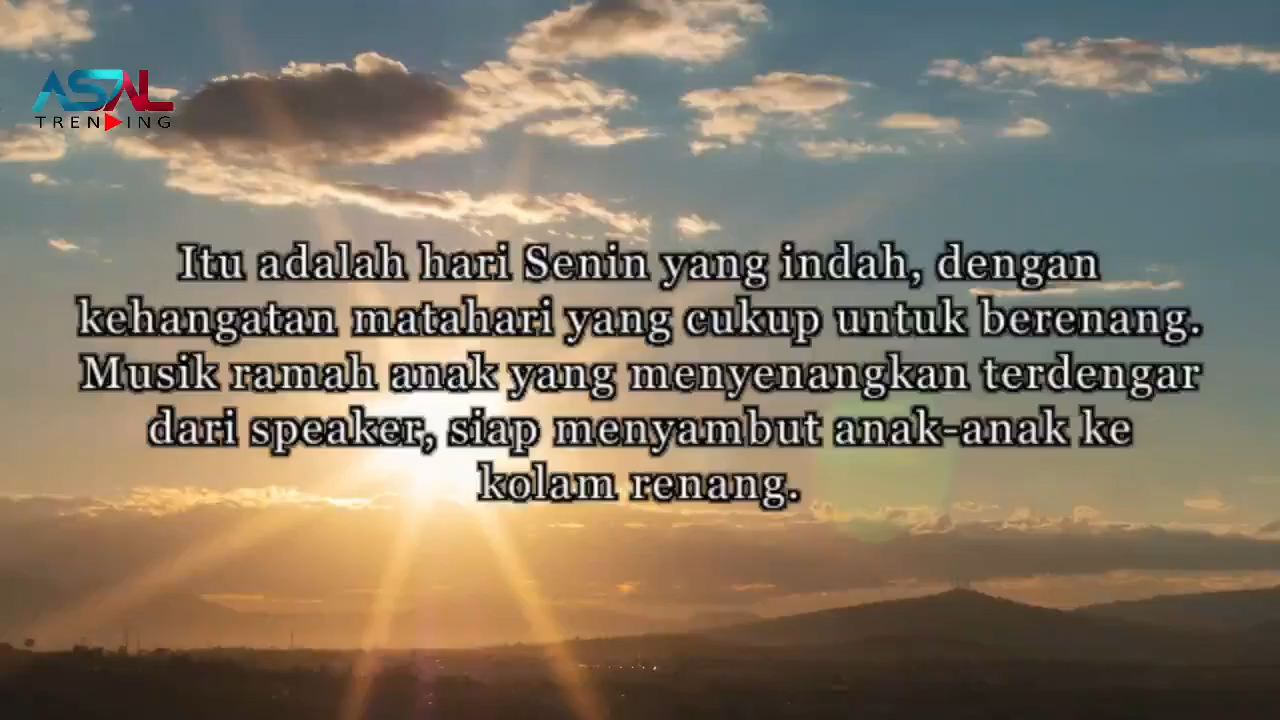 ASAL
TRENDING
Itu adalah hari Senin yang indah, dengan
kehangatan matahari yang cukup untuk berenang.
Musik ramah anak yang menyenangkan terdengar
dari speaker, siap menyambut anak-anak ke
kolam renang.